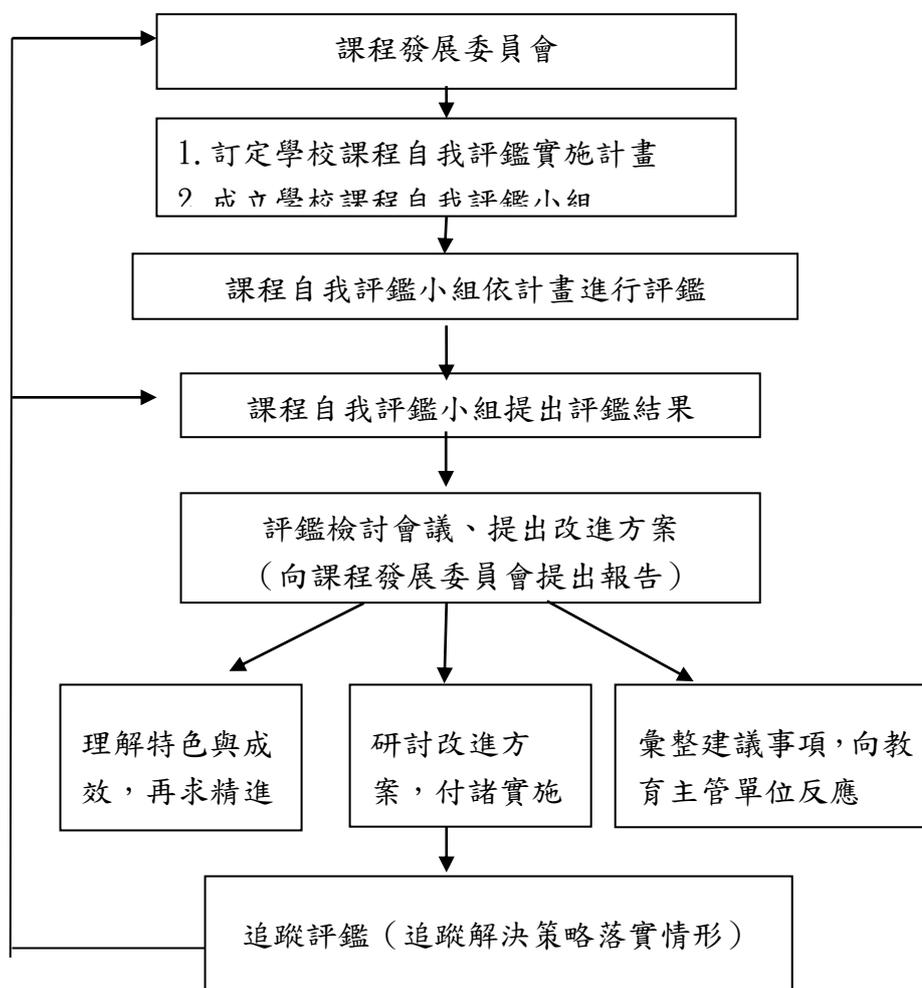 課程發展委員會
1.訂定學校課程自我評鑑實施計畫
2.成立學校課程自我評鑑小組
課程自我評鑑小組依計畫進行評鑑
課程自我評鑑小組提出評鑑結果
評鑑檢討會議、提出改進方案
（向課程發展委員會提出報告）
理解特色與成
效，再求精進
研討改進方
案，付諸實施
彙整建議事項，向教
育主管單位反應
追蹤評鑑（追蹤解決策略落實情形）